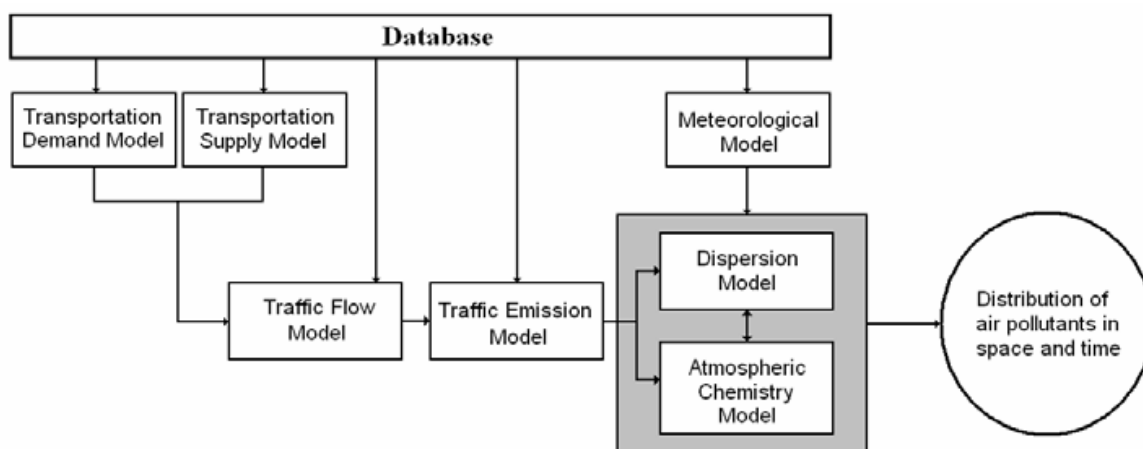 Database
Transportation
Demand Model
Transportation
Supply Model
Meteorological
Model
Dispersion
Model
Traffic Flow
Model
Traffic Emission
Model
Atmospheric
Chemistry
Model
Distribution of
air pollutants in
space and time